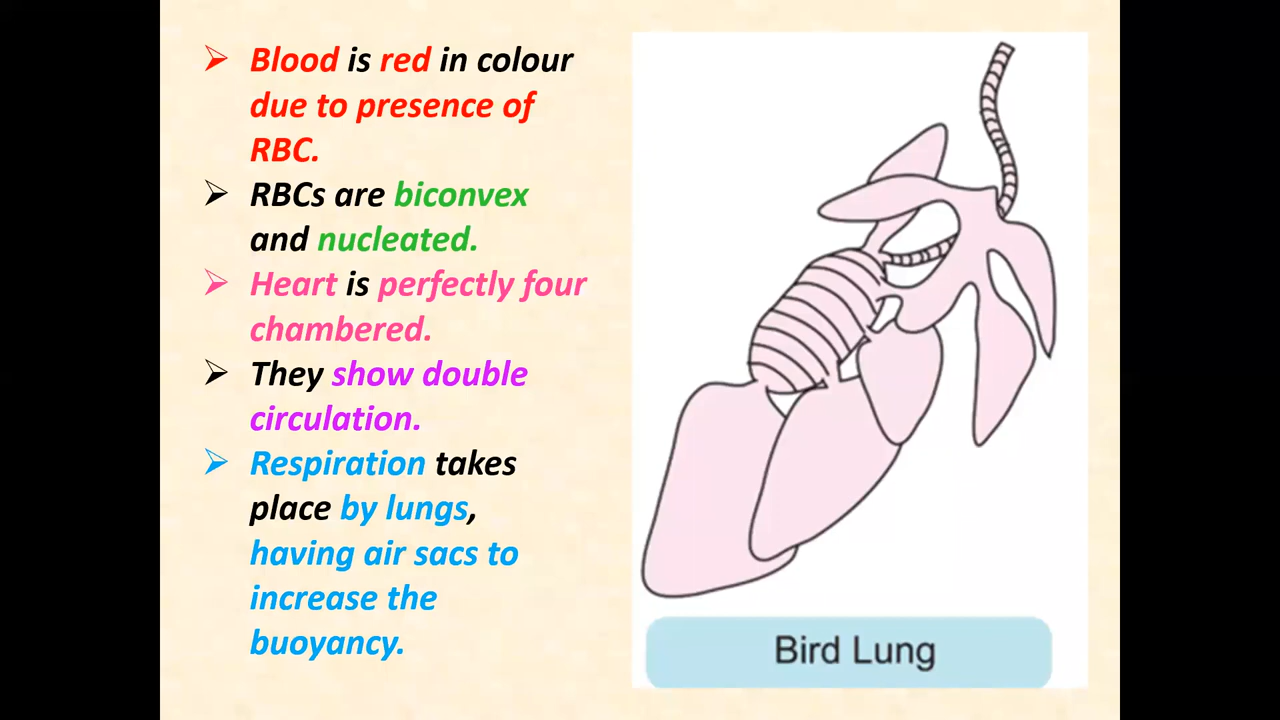 Blood is red in colour
due to presence of
RBC.
RBCs are biconvex
and nucleated.
Heart is perfectly four
chambered.
They show double
circulation.
Respiration takes
place by lungs,
having air sacs to
increase the
buoyancy.
Bird Lung